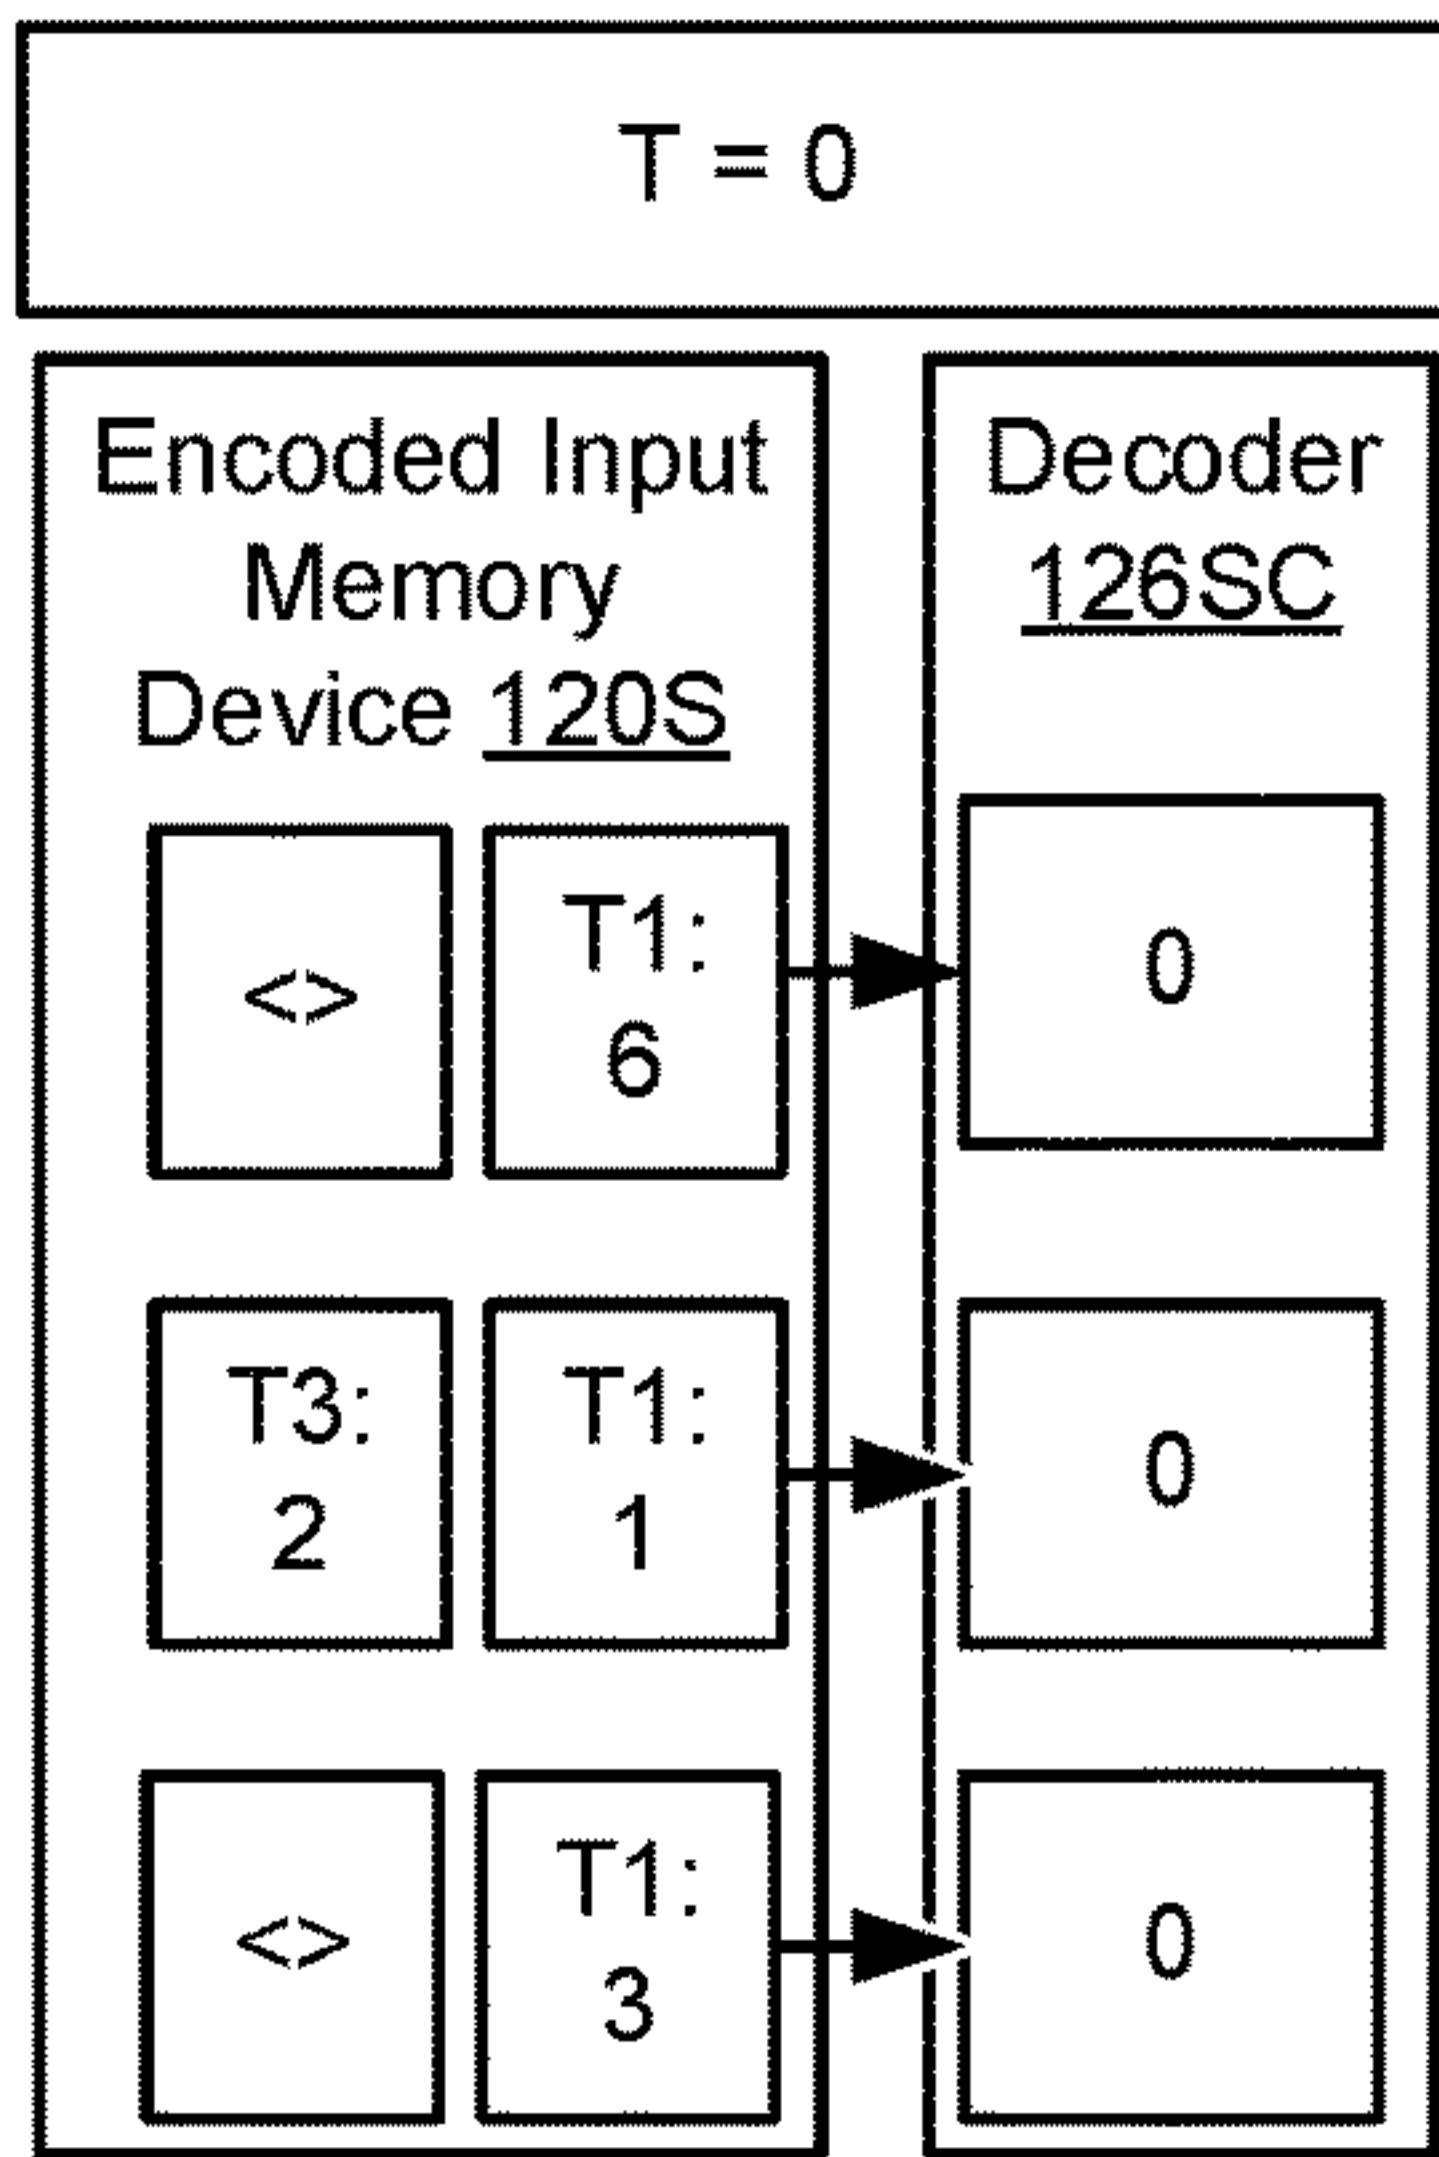 T = 0
Encoded Input
Memory
Device 120S
Decoder
126SC
<>
T1:
6
0
T3:
2
T1:
1
0
<>
T1:
3
0